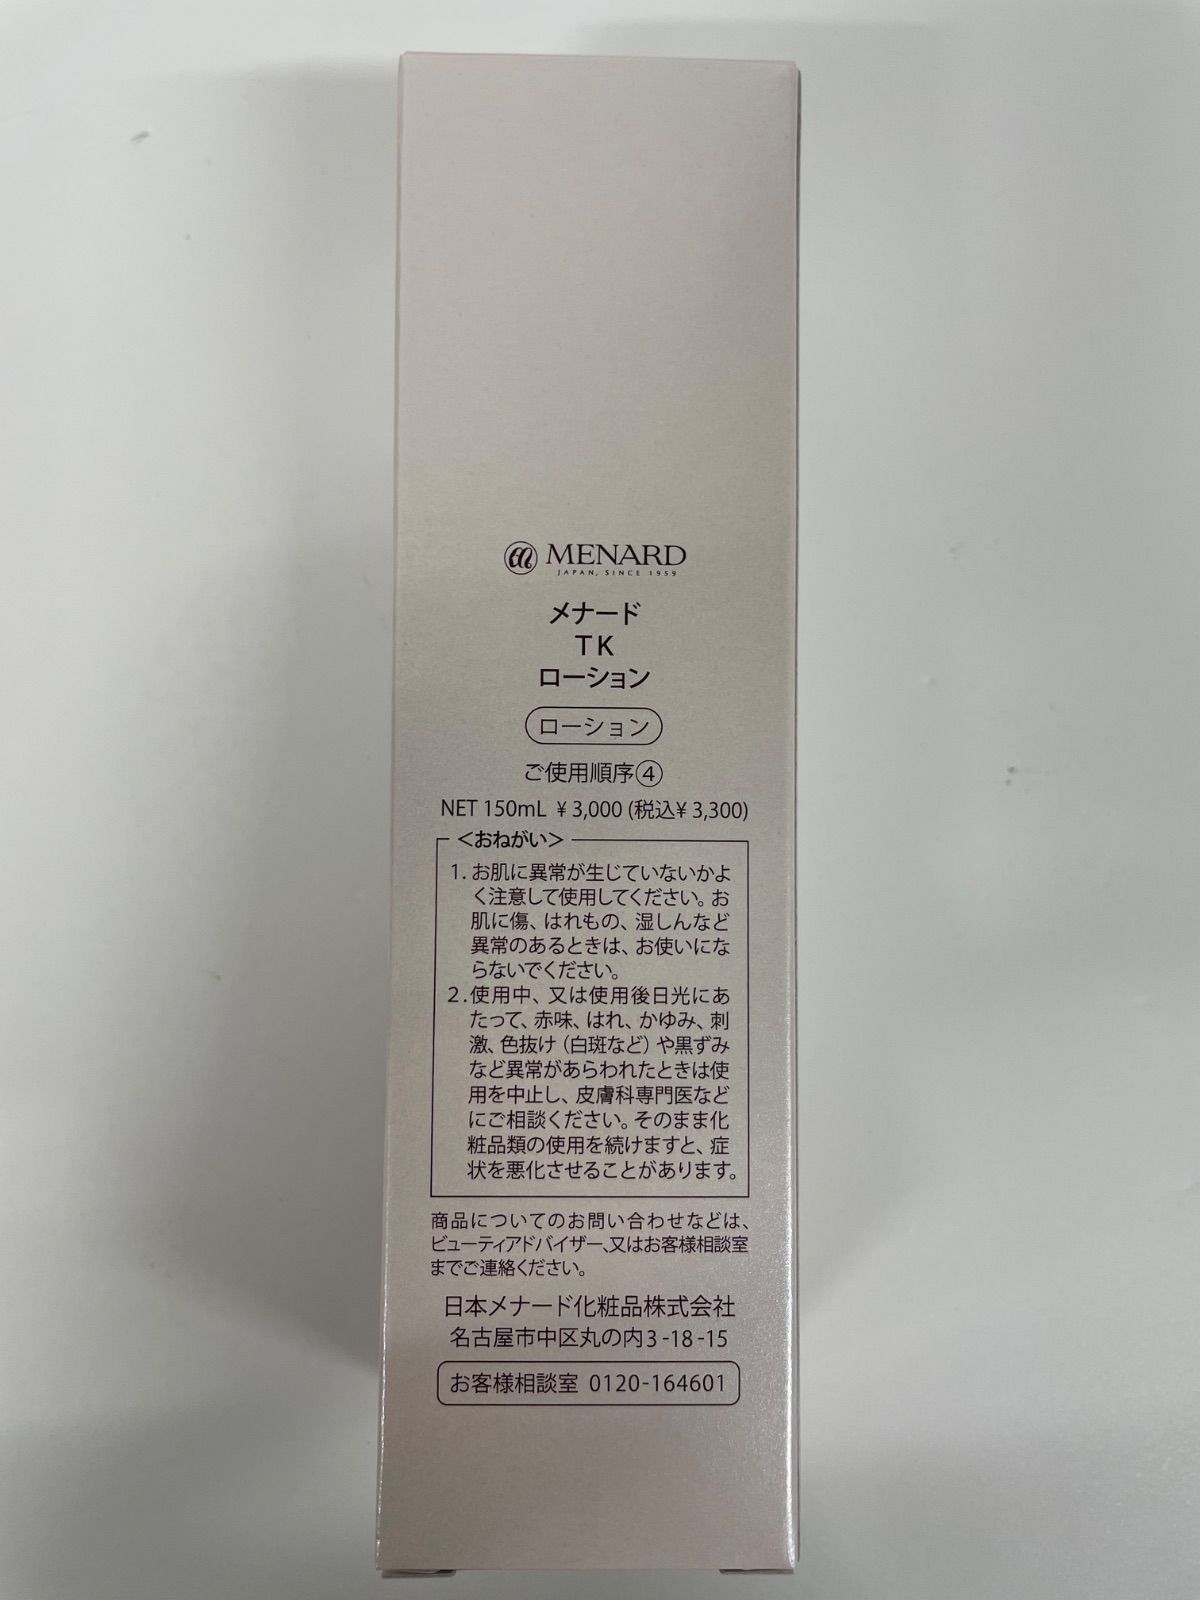 MENARD
JAPAN, SINCE 1959
メナード
TK
ローション
ローション
ご使用順序④
NET 150mL ¥3,000 (税込¥3,300)
＜おねがい＞
1. お肌に異常が生じていないかよ
く注意して使用してください。お
肌に傷、はれもの、湿しんなど
異常のあるときは、お使いにな
らないでください。
2. 使用中、又は使用後日光にあ
たって、赤味、はれ、かゆみ、刺
激、色抜け（白斑など）や黒ずみ
など異常があらわれたときは使
用を中止し、皮膚科専門医など
にご相談ください。そのまま化
粧品類の使用を続けますと、症
状を悪化させることがあります。
商品についてのお問い合わせなどは、
ビューティアドバイザー、又はお客様相談室
までご連絡ください。
日本メナード化粧品株式会社
名古屋市中区丸の内3-18-15
お客様相談室 0120-164601